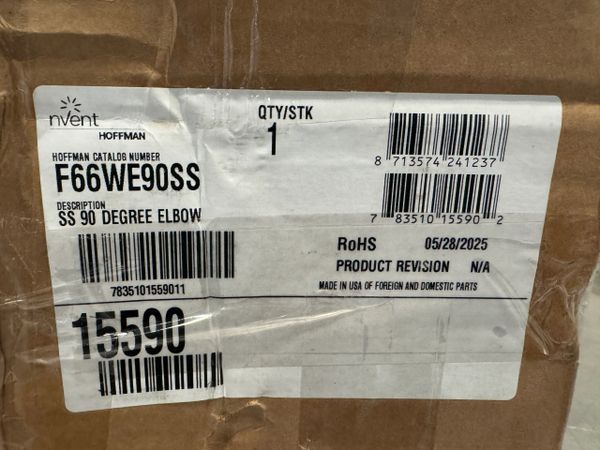 nVent
HOFFMAN
QTY/STK
1
8 713574 241237
HOFFMAN CATALOG NUMBER
F66WE90SS
7 83510 15590 2
DESCRIPTION
SS 90 DEGREE ELBOW
RoHS 05/28/2025
PRODUCT REVISION N/A
7835101559011
MADE IN USA OF FOREIGN AND DOMESTIC PARTS
15590